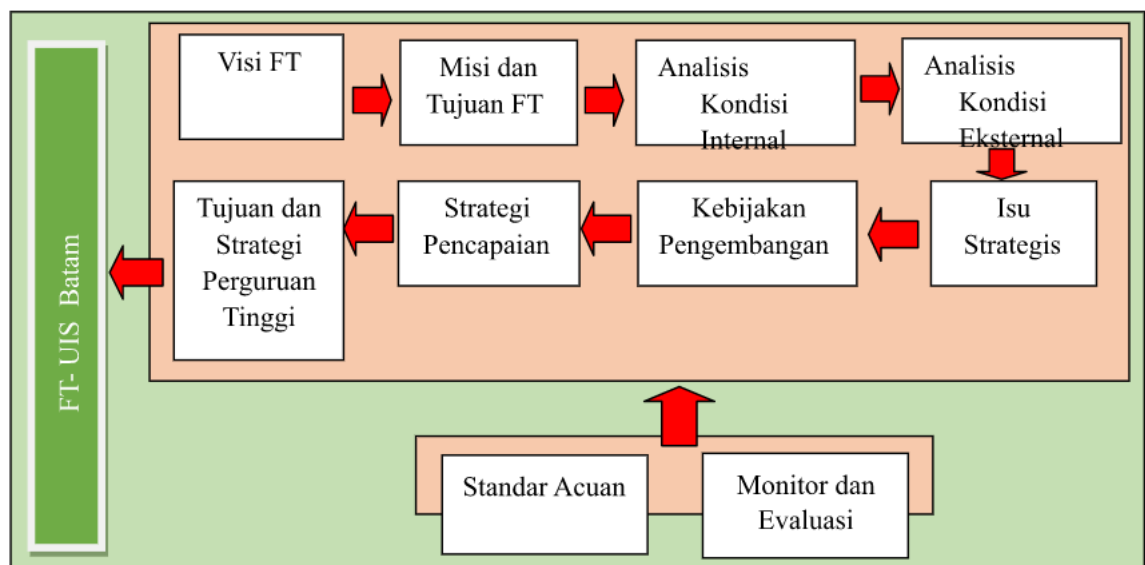 Visi FT
Misi dan
Tujuan FT
Analisis
Kondisi
Internal
Analisis
Kondisi
Eksternal
Isu
Strategis
Kebijakan
Pengembangan
Strategi
Pencapaian
Tujuan dan
Strategi
Perguruan
Tinggi
FT- UIS  Batam
Standar Acuan
Monitor dan
Evaluasi